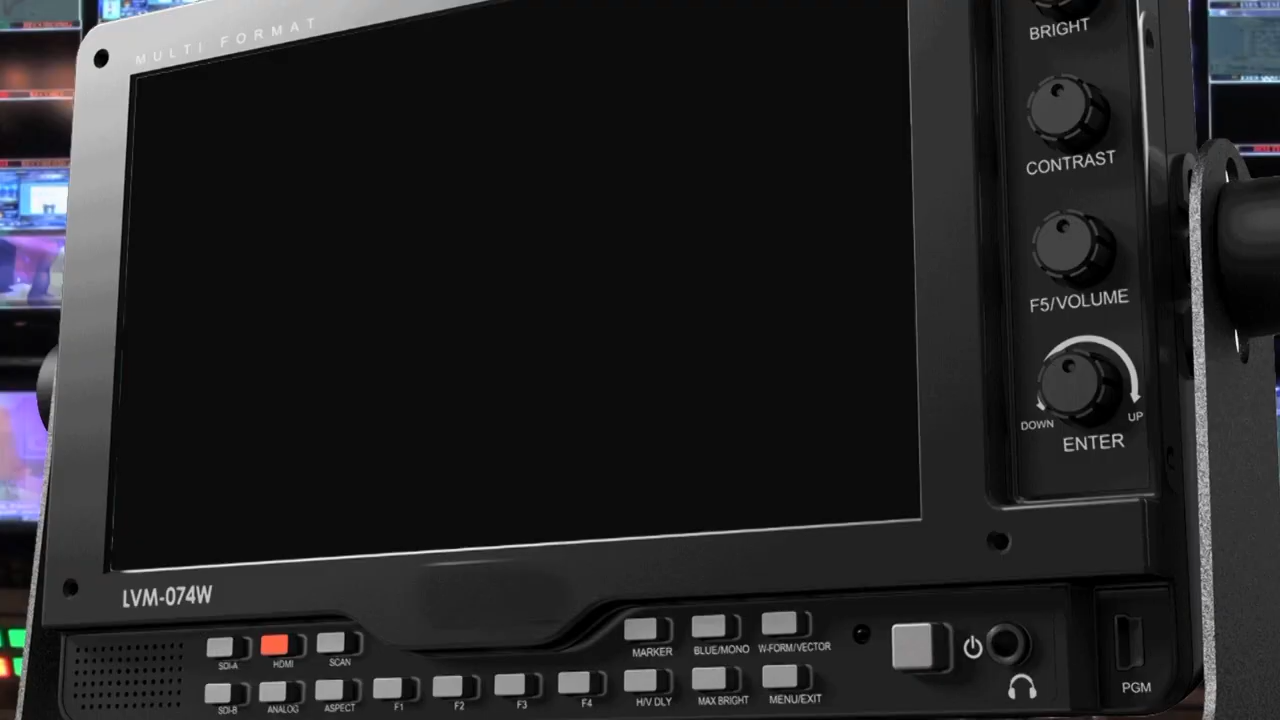 MULTI FORMAT
BRIGHT
CONTRAST
F5/VOLUME
DOWN
UP
ENTER
LVM-074W
SDI-A
HDMI
SCAN
MARKER
BLUE/MONO
W-FORM/VECTOR
SDI-B
ANALOG
ASPECT
F1
F2
F3
F4
H/V DLY
MAX BRIGHT
MENU/EXIT
PGM